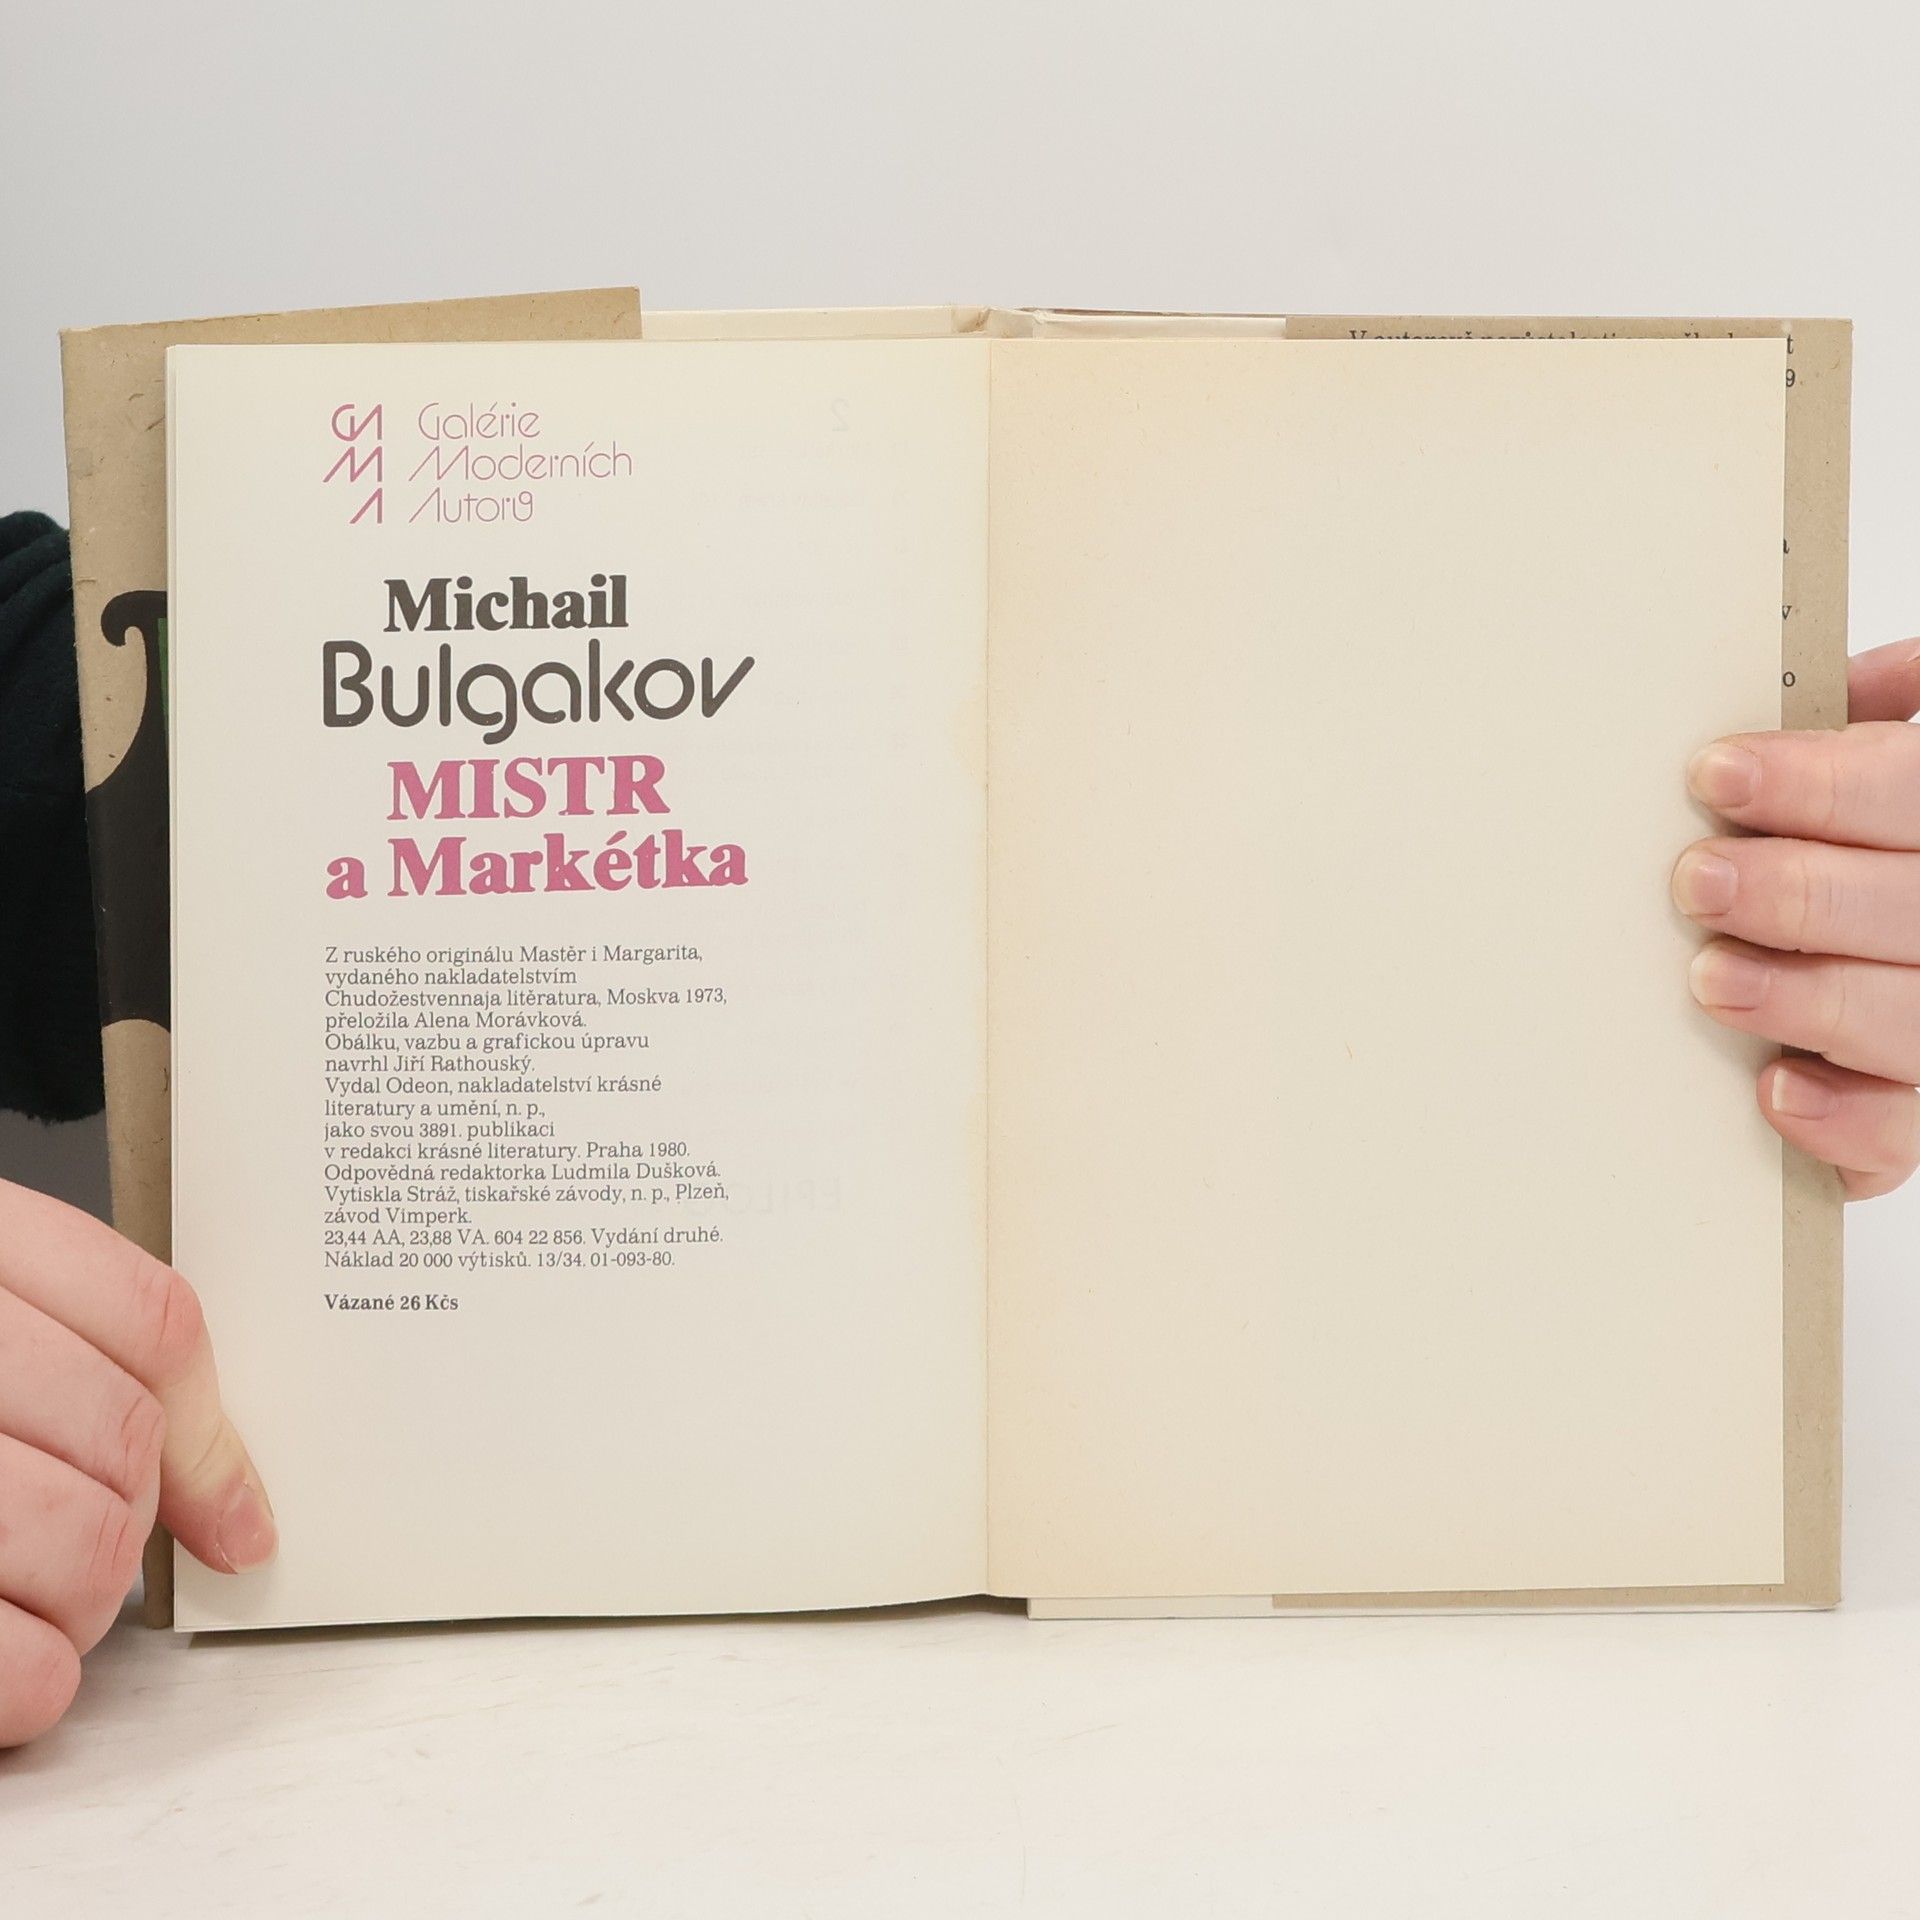 Galérie
Moderních
Autorů
Michail
Bulgakov
MISTR
a Markétka
Z ruského originálu Mastěr i Margarita,
vydaného nakladatelstvím
Chudožestvennaja litěratura, Moskva 1973,
přeložila Alena Morávková.
Obálku, vazbu a grafickou úpravu
navrhl Jiří Rathouský.
Vydal Odeon, nakladatelství krásné
literatury a umění, n. p.,
jako svou 3891. publikaci
v redakci krásné literatury. Praha 1980.
Odpovědná redaktorka Ludmila Dušková.
Vytiskla Stráž, tiskařské závody, n. p., Plzeň,
závod Vimperk.
23,44 AA, 23,88 VA. 604 22 856. Vydání druhé.
Náklad 20 000 výtisků. 13/34. 01-093-80.
Vázané 26 Kčs